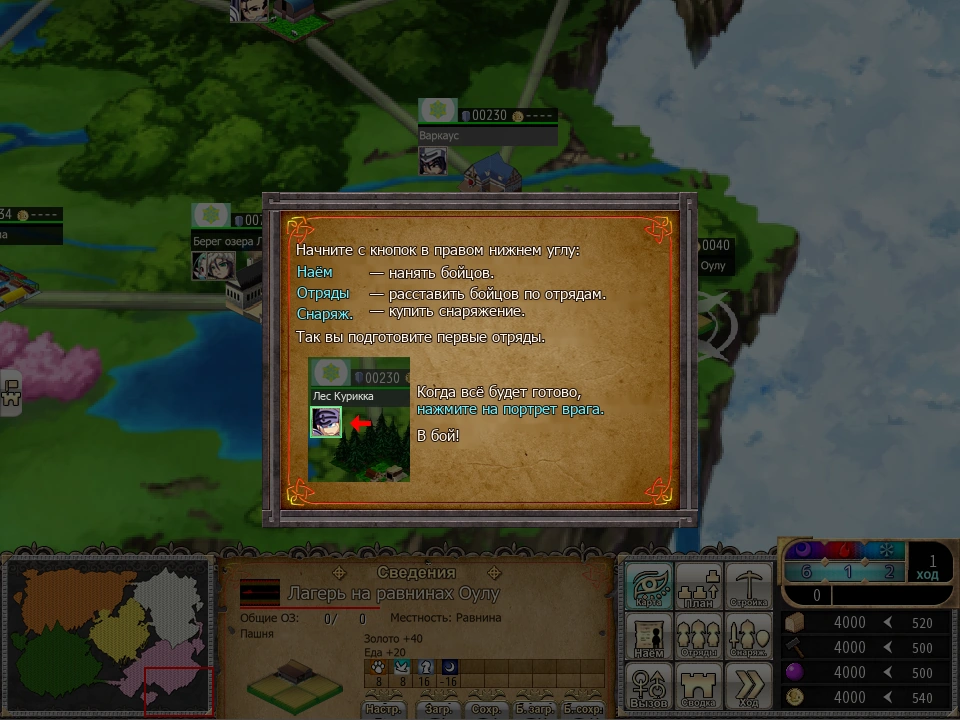 00230 ----
Варкаус
34 ----
на
007
Берег озера Л
0040
Оулу
Начните с кнопок в правом нижнем углу:
Наём — нанять бойцов.
Отряды — расставить бойцов по отрядам.
Снаряж. — купить снаряжение.
Так вы подготовите первые отряды.
00230
Лес Курикка
Когда всё будет готово,
нажмите на портрет врага.
В бой!
Сведения
Лагерь на равнинах Оулу
Общие ОЗ: 0/ 0 Местность: Равнина
Пашня
Золото +40
Еда +20
8 8 16 -16
Настр. Загр. Сохр. Б.загр. Б.сохр.
Карта План Стройка
Наём Отряды Снаряж.
Вызов Сводка Ход
6 1 2
1
ход
0
4000 520
4000 500
4000 500
4000 540